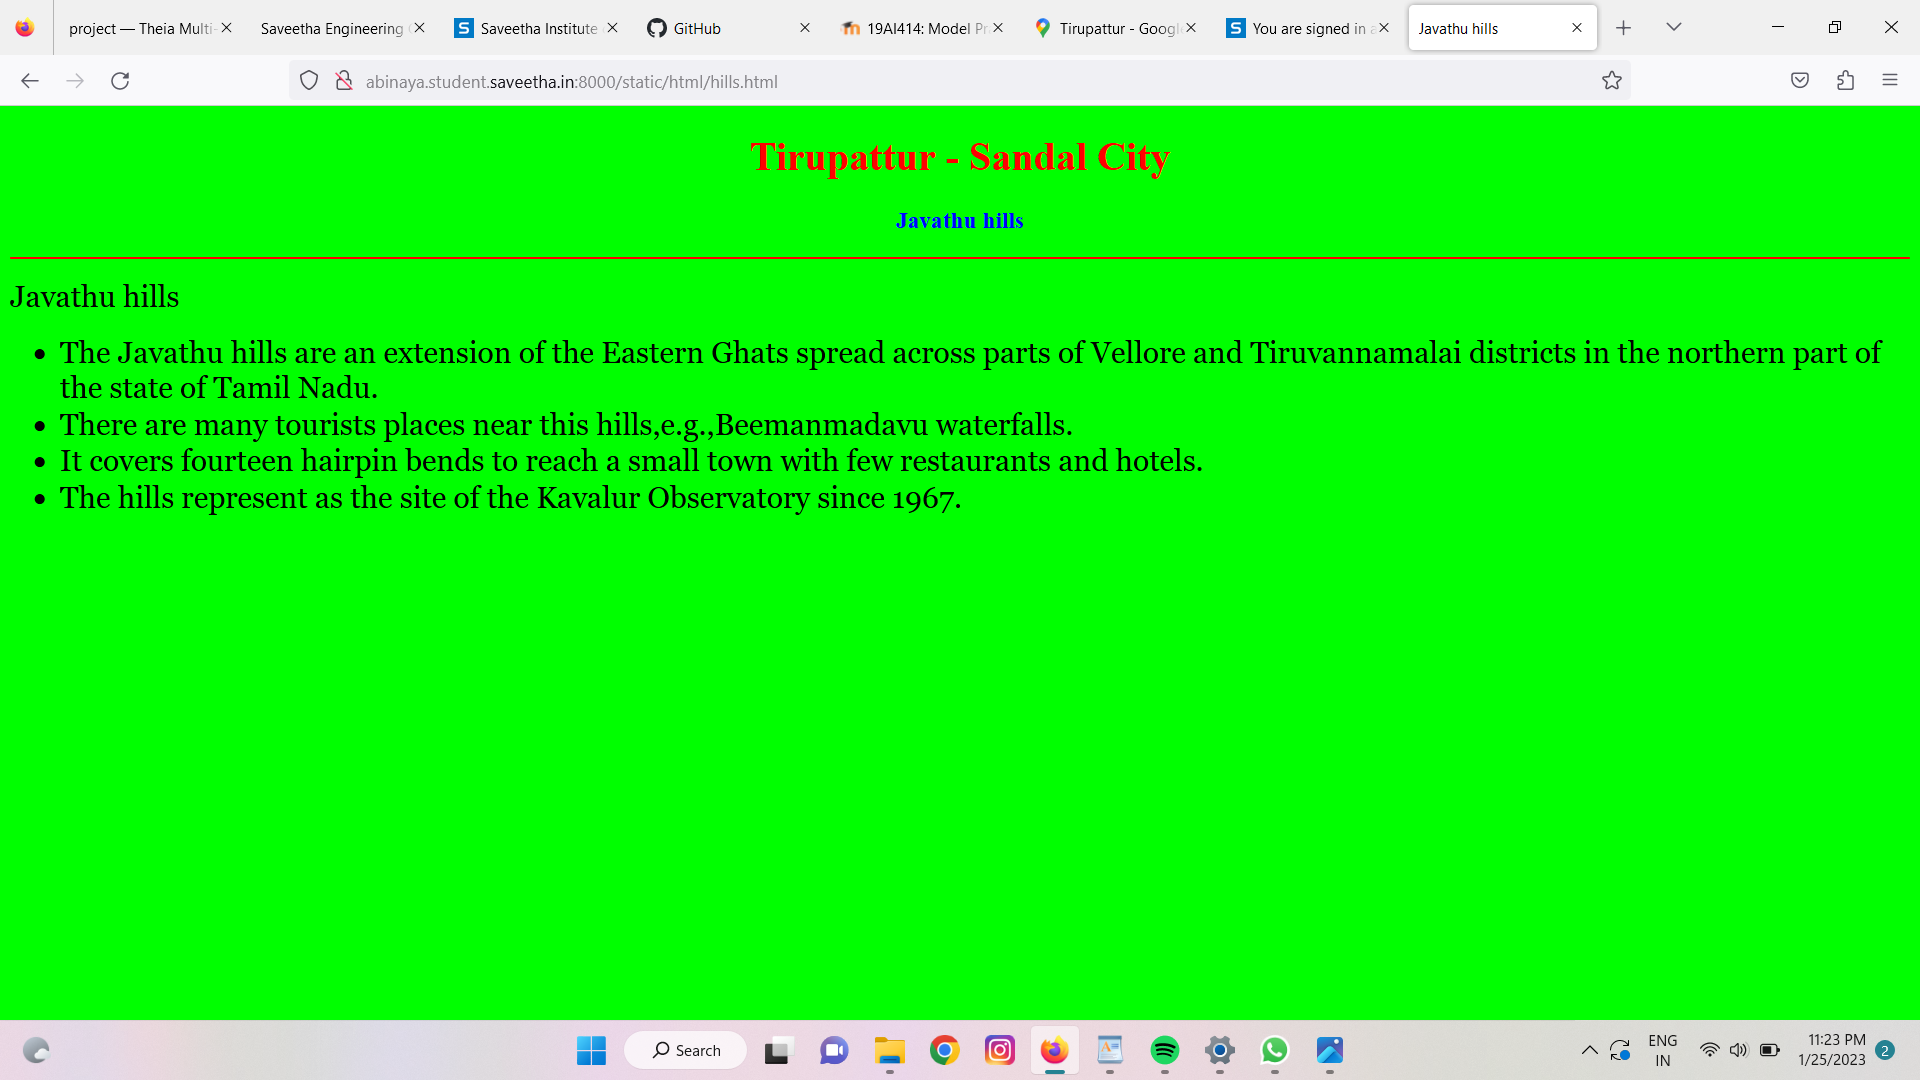 project — Theia Multi-
Saveetha Engineering
Saveetha Institute
GitHub
19AI414: Model Pr
Tirupattur - Google
You are signed in a
Javathu hills
abinaya.student.saveetha.in:8000/static/html/hills.html
Tirupattur - Sandal City
Javathu hills
Javathu hills
• The Javathu hills are an extension of the Eastern Ghats spread across parts of Vellore and Tiruvannamalai districts in the northern part of
the state of Tamil Nadu.
• There are many tourists places near this hills,e.g.,Beemanmadavu waterfalls.
• It covers fourteen hairpin bends to reach a small town with few restaurants and hotels.
• The hills represent as the site of the Kavalur Observatory since 1967.
Search
ENG
IN
11:23 PM
1/25/2023
2